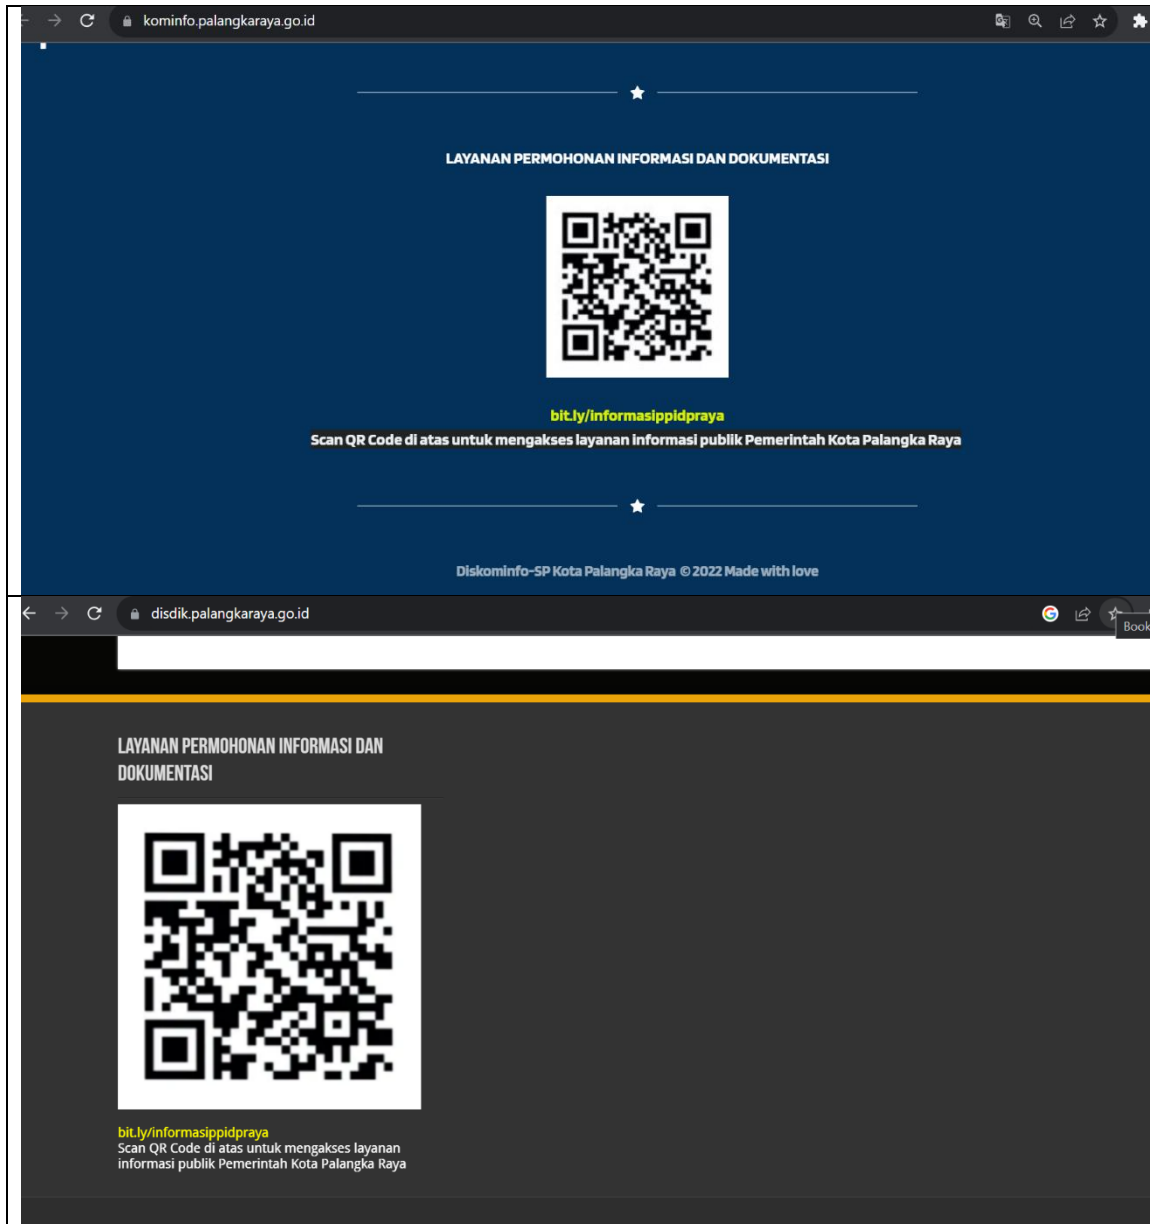 kominfo.palangkaraya.go.id
LAYANAN PERMOHONAN INFORMASI DAN DOKUMENTASI
bit.ly/informasippidpraya
Scan QR Code di atas untuk mengakses layanan informasi publik Pemerintah Kota Palangka Raya
Diskominfo-SP Kota Palangka Raya © 2022 Made with love
disdik.palangkaraya.go.id
Book
LAYANAN PERMOHONAN INFORMASI DAN
DOKUMENTASI
bit.ly/informasippidpraya
Scan QR Code di atas untuk mengakses layanan
informasi publik Pemerintah Kota Palangka Raya